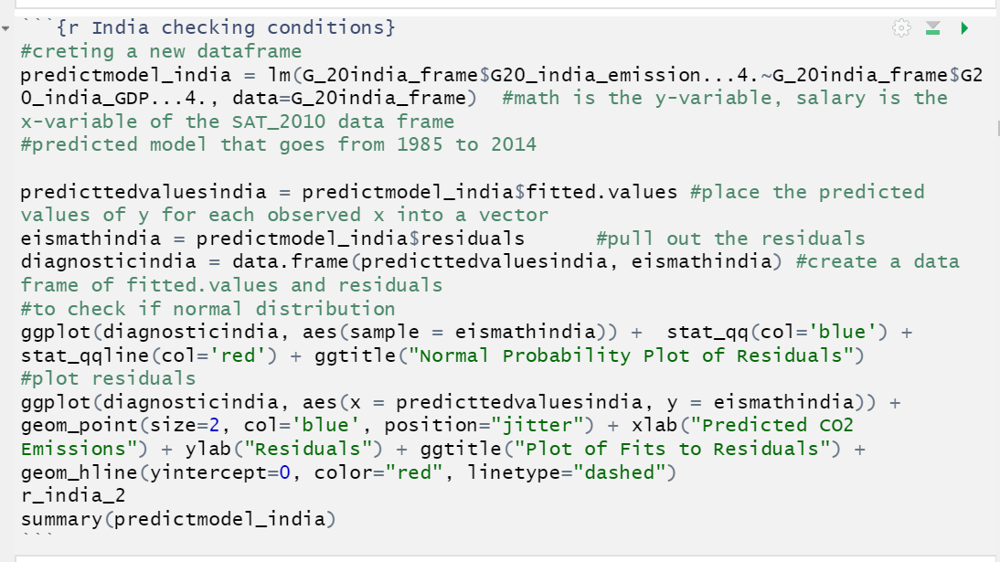 ```{r India checking conditions}
#creting a new dataframe
predictmodel_india = lm(G_20india_frame$G20_india_emission...4.~G_20india_frame$G2
0_india_GDP...4., data=G_20india_frame)  #math is the y-variable, salary is the
x-variable of the SAT_2010 data frame
#predicted model that goes from 1985 to 2014
predicttedvaluesindia = predictmodel_india$fitted.values #place the predicted
values of y for each observed x into a vector
eismathindia = predictmodel_india$residuals      #pull out the residuals
diagnosticindia = data.frame(predicttedvaluesindia, eismathindia) #create a data
frame of fitted.values and residuals
#to check if normal distribution
ggplot(diagnosticindia, aes(sample = eismathindia)) +  stat_qq(col='blue') +
stat_qqline(col='red') + ggtitle("Normal Probability Plot of Residuals")
#plot residuals
ggplot(diagnosticindia, aes(x = predicttedvaluesindia, y = eismathindia)) +
geom_point(size=2, col='blue', position="jitter") + xlab("Predicted CO2
Emissions") + ylab("Residuals") + ggtitle("Plot of Fits to Residuals") +
geom_hline(yintercept=0, color="red", linetype="dashed")
r_india_2
summary(predictmodel_india)
```